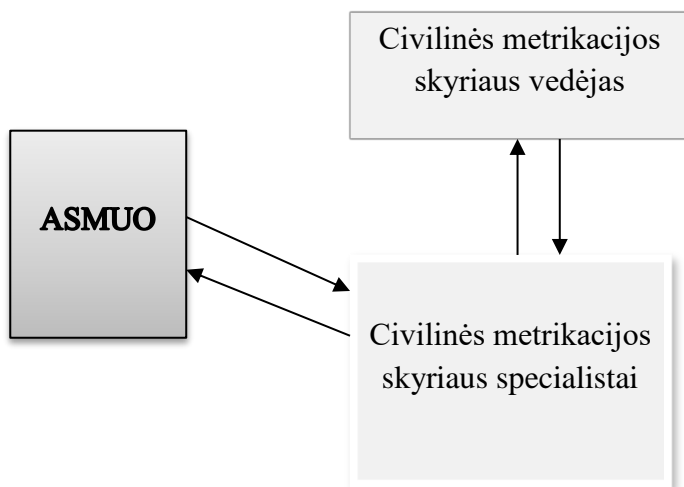 Civilinės metrikacijos
skyriaus vedėjas
ASMUO
Civilinės metrikacijos
skyriaus specialistai